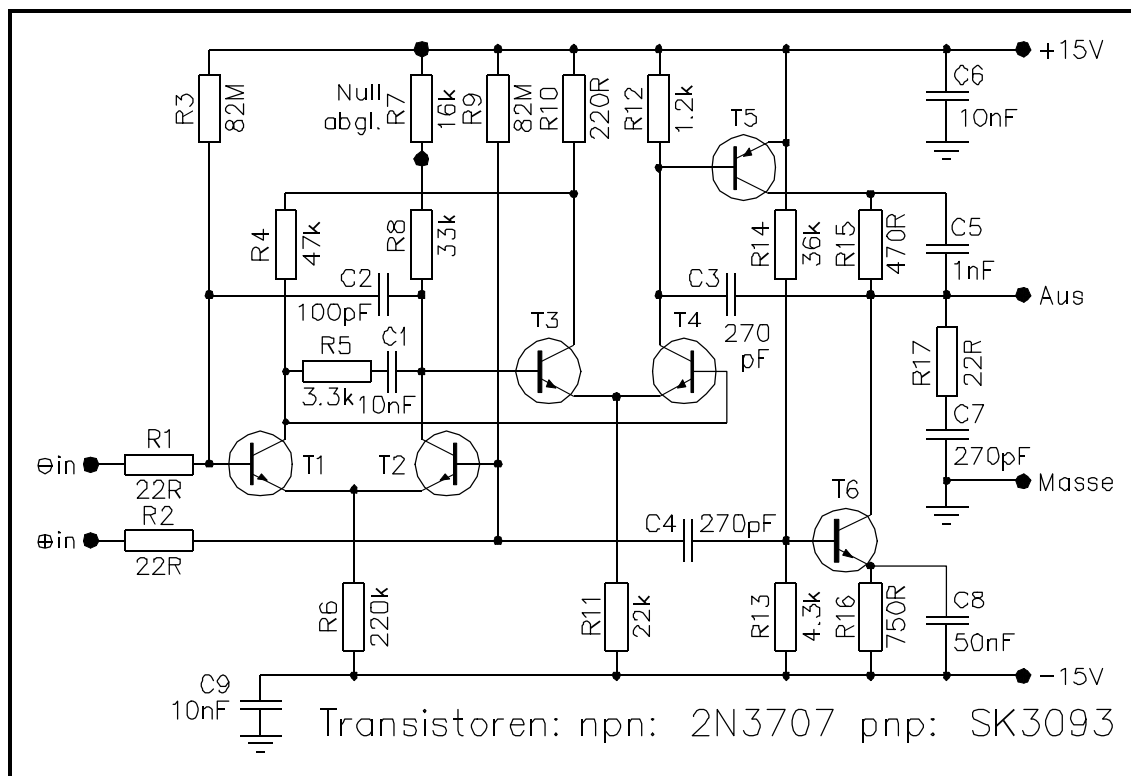 +15V
R3
82M
Null
abgl.
R7
16k
R9
82M
R10
220R
R12
1.2k
T5
C6
10nF
R4
47k
R8
33k
R14
36k
R15
470R
C5
1nF
C2
100pF
C3
270
pF
Aus
T3
T4
R5
3.3k
C1
10nF
R17
22R
C7
270pF
R1
22R
⊖in
T1
T2
Masse
R2
22R
⊕in
C4
270pF
T6
R6
220k
R11
22k
R13
4.3k
R16
750R
C8
50nF
C9
10nF
-15V
Transistoren: npn: 2N3707 pnp: SK3093